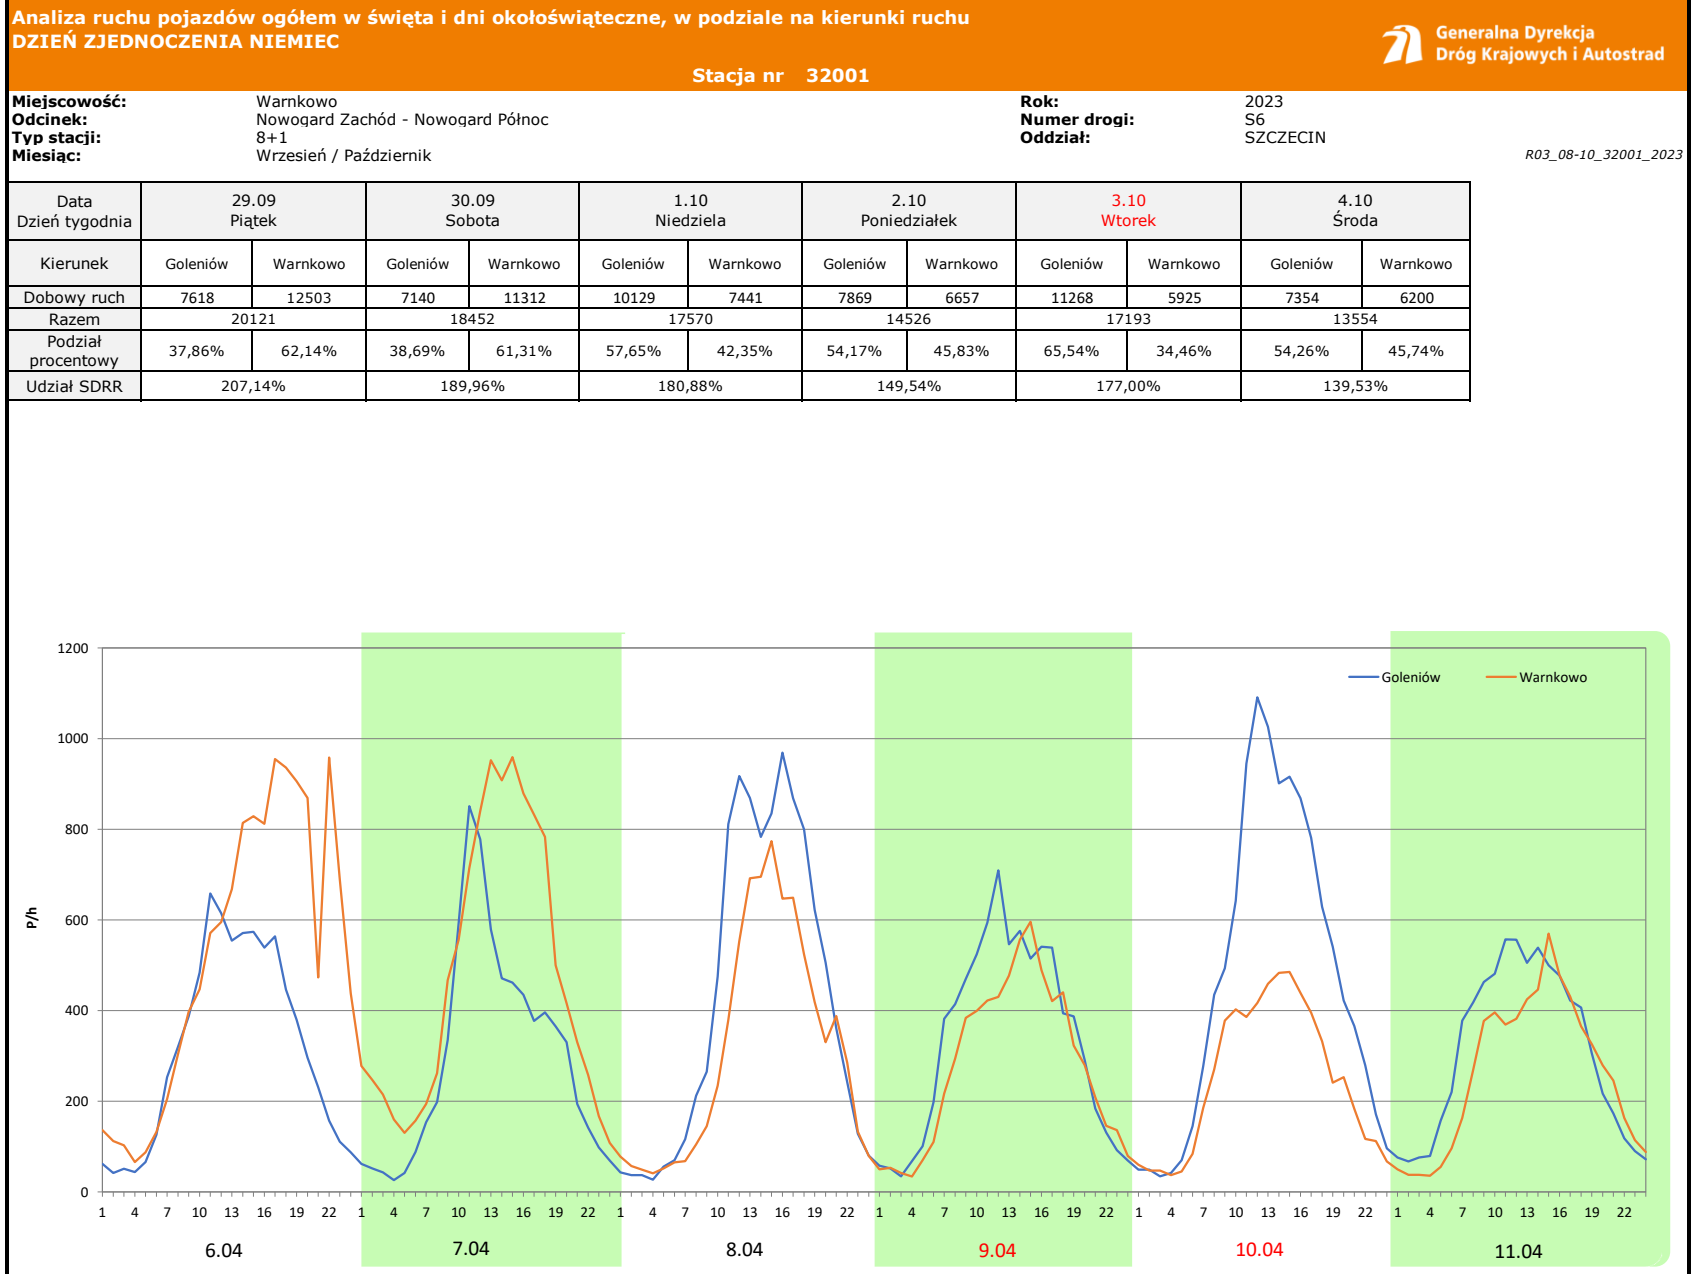 Analiza ruchu pojazdów ogółem w święta i dni okołoświąteczne, w podziale na kierunki ruchu
DZIEŃ ZJEDNOCZENIA NIEMIEC
Generalna Dyrekcja
Dróg Krajowych i Autostrad
Stacja nr 32001
Miejscowość: Warnkowo Rok: 2023
Odcinek: Nowogard Zachód - Nowogard Północ Numer drogi: S6
Typ stacji: 8+1 Oddział: SZCZECIN
Miesiąc: Wrzesień / Październik R03_08-10_32001_2023
Data 29.09 30.09 1.10 2.10 3.10 4.10
Dzień tygodnia Piątek Sobota Niedziela Poniedziałek Wtorek Środa
Kierunek Goleniów Warnkowo Goleniów Warnkowo Goleniów Warnkowo Goleniów Warnkowo Goleniów Warnkowo Goleniów Warnkowo
Dobowy ruch 7618 12503 7140 11312 10129 7441 7869 6657 11268 5925 7354 6200
Razem 20121 18452 17570 14526 17193 13554
Podział
procentowy 37,86% 62,14% 38,69% 61,31% 57,65% 42,35% 54,17% 45,83% 65,54% 34,46% 54,26% 45,74%
Udział SDRR 207,14% 189,96% 180,88% 149,54% 177,00% 139,53%
1200
Goleniów Warnkowo
1000
800
P/h
600
400
200
0
1 4 7 10 13 16 19 22 1 4 7 10 13 16 19 22 1 4 7 10 13 16 19 22 1 4 7 10 13 16 19 22 1 4 7 10 13 16 19 22 1 4 7 10 13 16 19 22
6.04 7.04 8.04 9.04 10.04 11.04